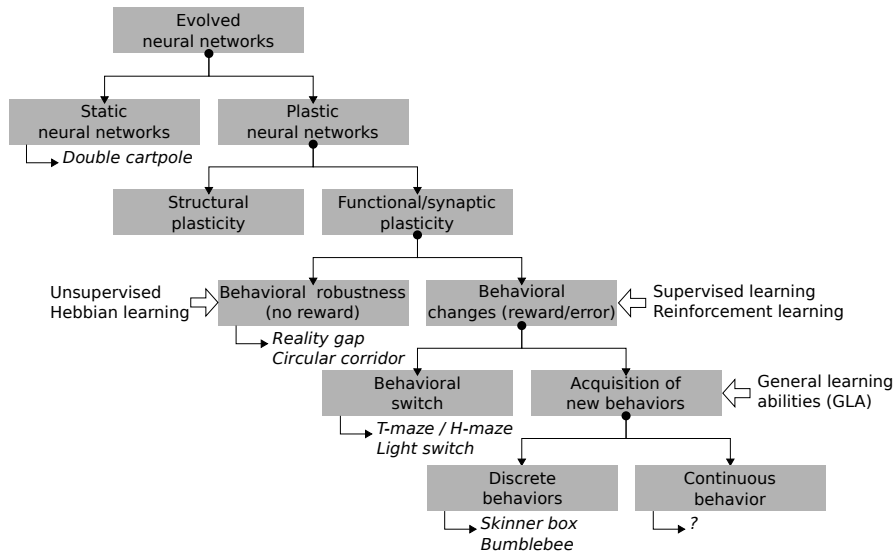 Evolved
neural networks
Static
neural networks
Plastic
neural networks
Double cartpole
Structural
plasticity
Functional/synaptic
plasticity
Unsupervised
Hebbian learning
Behavioral robustness
(no reward)
Behavioral
changes (reward/error)
Supervised learning
Reinforcement learning
Reality gap
Circular corridor
Behavioral
switch
Acquisition of
new behaviors
General learning
abilities (GLA)
T-maze / H-maze
Light switch
Discrete
behaviors
Continuous
behavior
Skinner box
Bumblebee
?